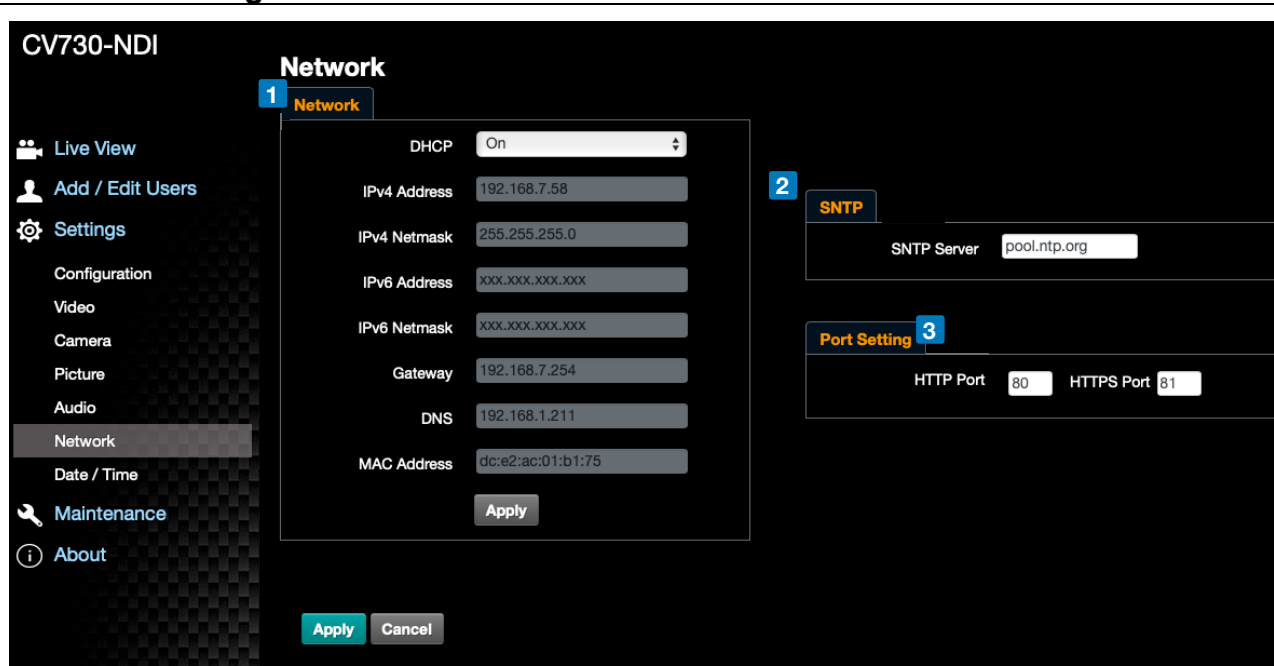 CV730-NDI
Network
1
Network
DHCP On
IPv4 Address 192.168.7.58
IPv4 Netmask 255.255.255.0
IPv6 Address xxx.xxx.xxx.xxx
IPv6 Netmask xxx.xxx.xxx.xxx
Gateway 192.168.7.254
DNS 192.168.1.211
MAC Address dc:e2:ac:01:b1:75
Apply
2
SNTP
SNTP Server pool.ntp.org
Port Setting 3
HTTP Port 80 HTTPS Port 81
Live View
Add / Edit Users
Settings
Configuration
Video
Camera
Picture
Audio
Network
Date / Time
Maintenance
About
Apply Cancel